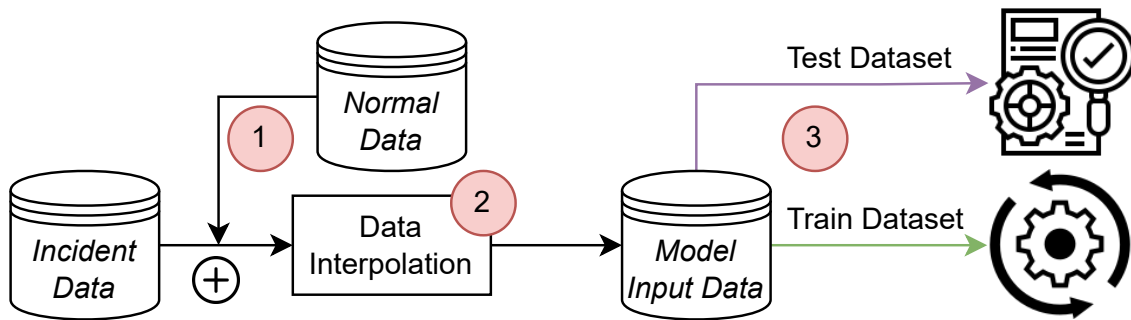 Test Dataset
Normal
Data
1
3
2
Incident
Data
Data
Interpolation
Model
Input Data
Train Dataset